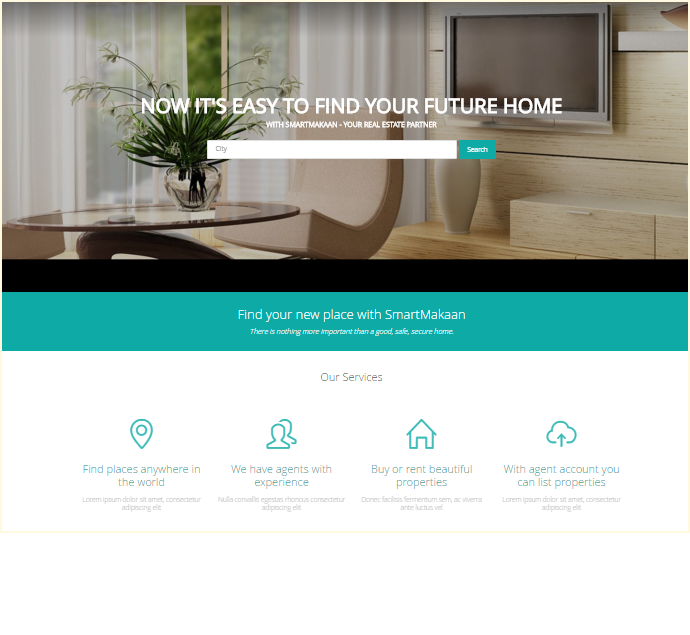 NOW IT'S EASY TO FIND YOUR FUTURE HOME
WITH SMARTMAKAAN - YOUR REAL ESTATE PARTNER
City
Search
Find your new place with SmartMakaan
There is nothing more important than a good, safe, secure home.
Our Services
Find places anywhere in
the world
Lorem ipsum dolor sit amet, consectetur
adipiscing elit
We have agents with
experience
Nulla convallis egestas rhoncus consectetur
adipiscing elit
Buy or rent beautiful
properties
Donec facilisis fermentum sem, ac viverra
ante luctus vel
With agent account you
can list properties
Lorem ipsum dolor sit amet, consectetur
adipiscing elit